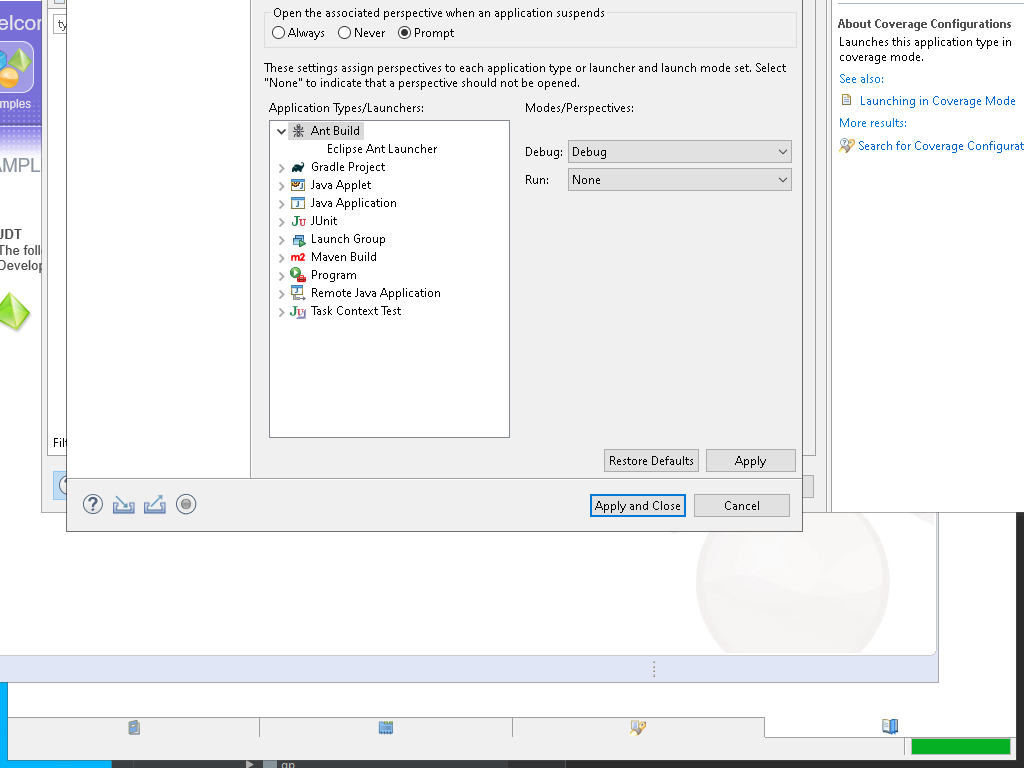 Open the associated perspective when an application suspends
Always
Never
Prompt
These settings assign perspectives to each application type or launcher and launch mode set. Select
"None" to indicate that a perspective should not be opened.
Application Types/Launchers:
Modes/Perspectives:
Ant Build
Eclipse Ant Launcher
Gradle Project
Java Applet
Java Application
JUnit
Launch Group
Maven Build
Program
Remote Java Application
Task Context Test
Debug: Debug
Run: None
Restore Defaults
Apply
Apply and Close
Cancel
About Coverage Configurations
Launches this application type in
coverage mode.
See also:
Launching in Coverage Mode
More results:
Search for Coverage Configurat
elcor
ty
mples
AMPL
JDT
The foll
Develop
Filt